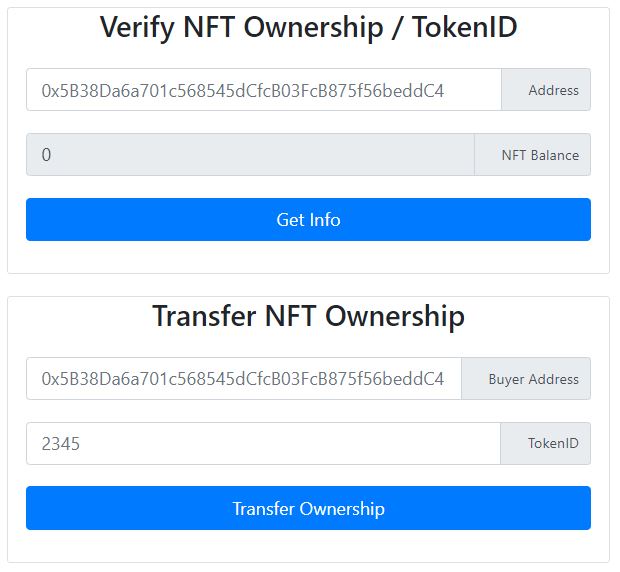 Verify NFT Ownership / TokenID
0x5B38Da6a701c568545dCfcB03FcB875f56beddC4 Address
0 NFT Balance
Get Info
Transfer NFT Ownership
0x5B38Da6a701c568545dCfcB03FcB875f56beddC4 Buyer Address
2345 TokenID
Transfer Ownership